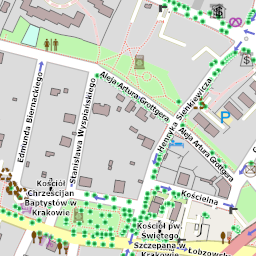 Aleja Artura Grottgera
Henryka Sienkiewicza
Edmunda Biernackiego
Stanisława Wyspiańskiego
Aleja Artura Grottgera
P
$
$
Kościół
Chrześcijan
Baptystów w
Krakowie
Kościelna
Kościół pw.
Świętego
Szczepana w
Krakowie
Łobzowska